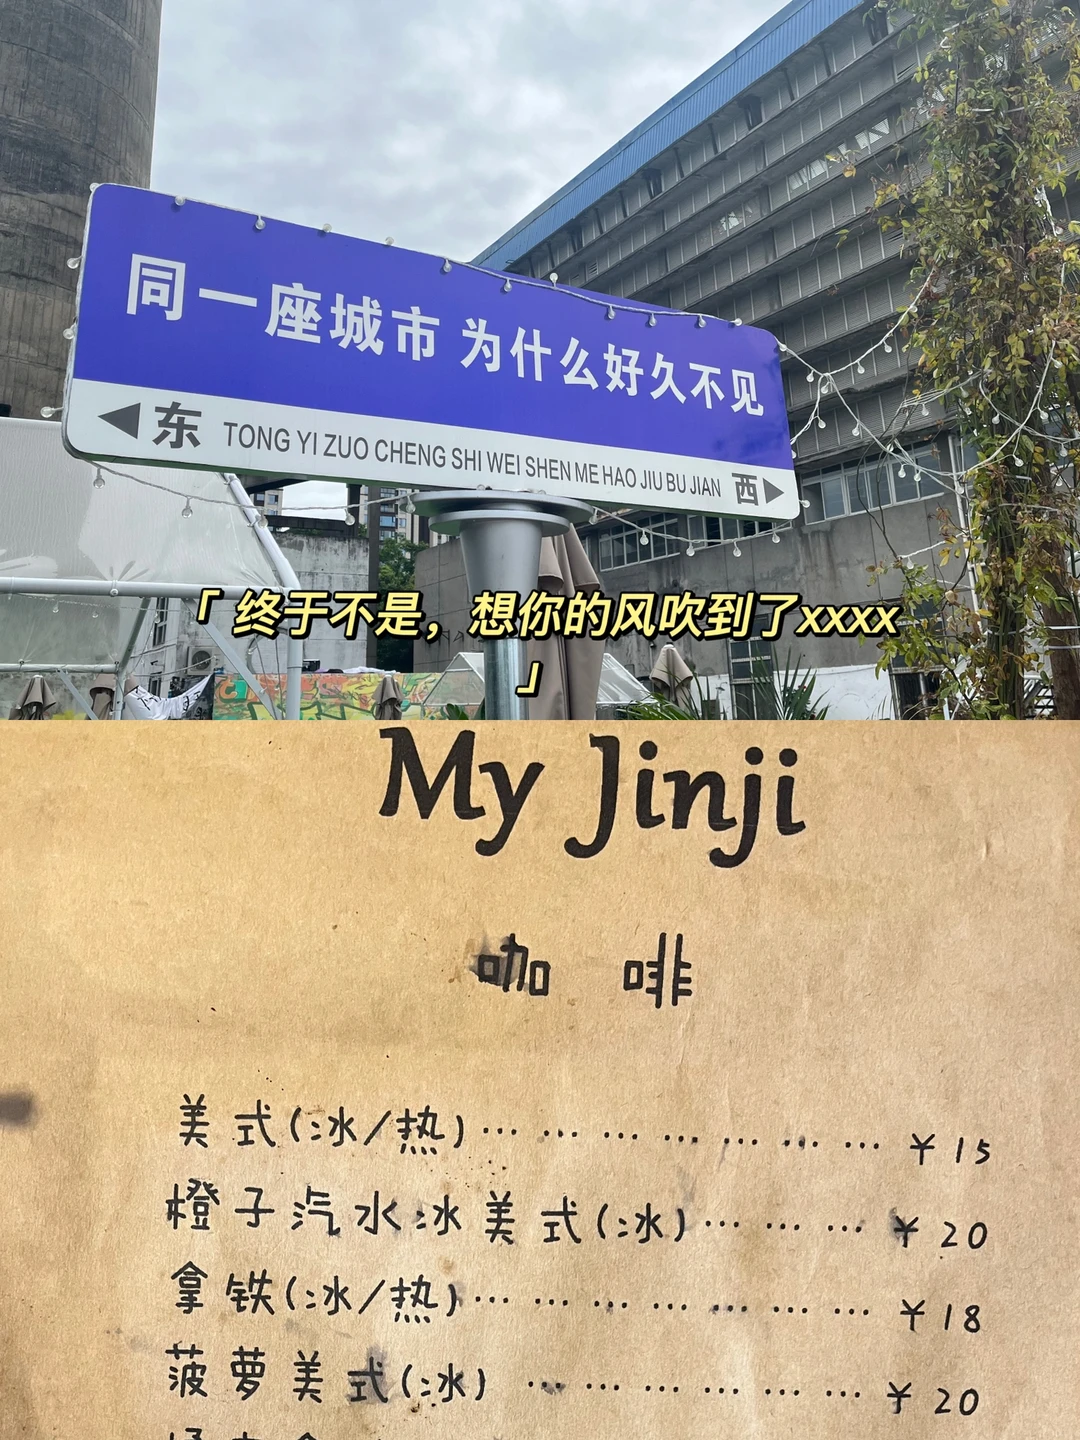 同一座城市 为什么好久不见
东 TONG YI ZUO CHENG SHI WEI SHEN ME HAO JIU BU JIAN 西
「终于不是，想你的风吹到了xxxx
」
My Jinji
咖 啡
美式(冰/热)··· ··· ··· ··· ··· ··· ··· ¥15
橙子汽水冰美式(冰)··· ··· ··· ¥20
拿铁(冰/热)··· ··· ··· ··· ··· ··· ··· ¥18
菠萝美式(冰) ··· ··· ··· ··· ··· ··· ¥20